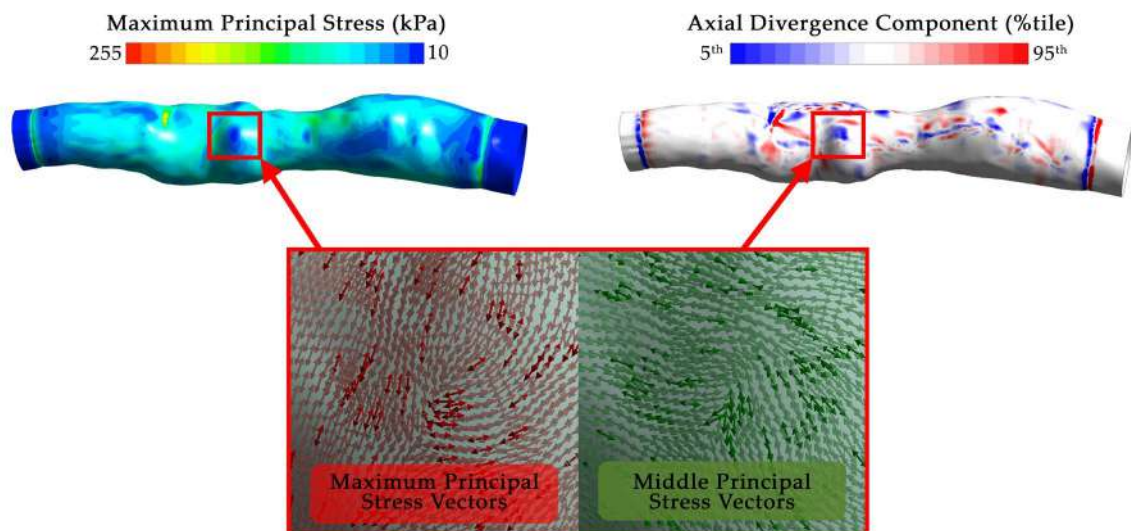 Maximum Principal Stress (kPa)
255 10
Axial Divergence Component (%tile)
5th 95th
Maximum Principal
Stress Vectors
Middle Principal
Stress Vectors